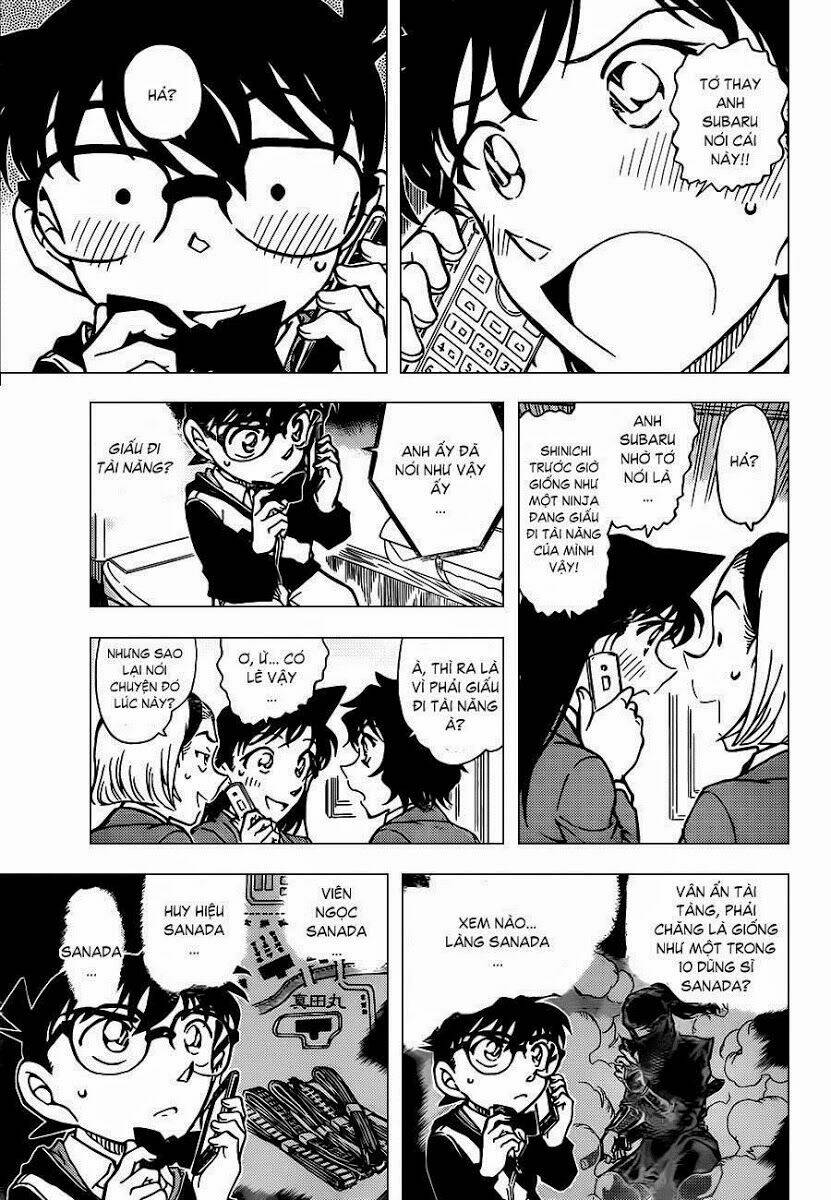 TỚ THAY
ANH
SUBARU
NÓI CÁI
NÀY!!
HẢ?
HẢ?
ANH
SUBARU
NHỜ TỚ
NÓI LÀ
...
SHINICHI
TRƯỚC GIỜ
GIỐNG NHƯ
MỘT NINJA
ĐANG GIẤU
ĐI TÀI NĂNG
CỦA MÌNH
VẬY!
ANH ẤY ĐÃ
NÓI NHƯ VẬY
ẤY
...
GIẤU ĐI
TÀI NĂNG?
À, THÌ RA LÀ
VÌ PHẢI GIẤU
ĐI TÀI NĂNG
À?
Ơ, Ừ... CÓ
LẼ VẬY
...
NHƯNG SAO
LẠI NÓI
CHUYỆN ĐÓ
LÚC NÀY?
VÂN ẨN TÀI
TÀNG, PHẢI
CHĂNG LÀ GIỐNG
NHƯ MỘT TRONG
10 DŨNG SĨ
SANADA?
XEM NÀO...
LÀNG SANADA
...
VIÊN
NGỌC
SANADA
...
HUY HIỆU
SANADA
...
SANADA
...
真田丸
1
2
4
5